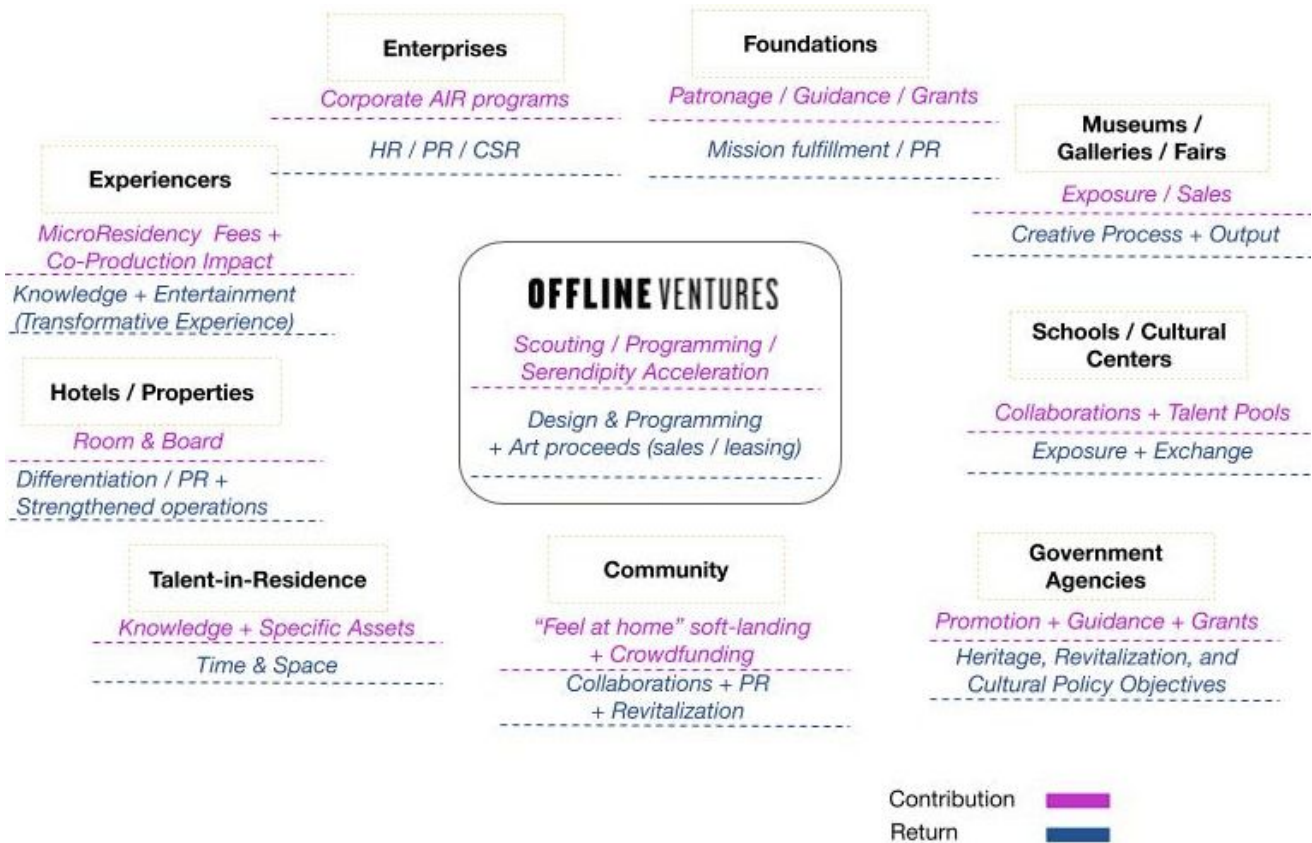 Enterprises
Corporate AIR programs
HR / PR / CSR
Foundations
Patronage / Guidance / Grants
Mission fulfillment / PR
Museums /
Galleries / Fairs
Exposure / Sales
Creative Process + Output
Experiencers
MicroResidency Fees +
Co-Production Impact
Knowledge + Entertainment
(Transformative Experience)
OFFLINE VENTURES
Scouting / Programming /
Serendipity Acceleration
Design & Programming
+ Art proceeds (sales / leasing)
Schools / Cultural
Centers
Collaborations + Talent Pools
Exposure + Exchange
Hotels / Properties
Room & Board
Differentiation / PR +
Strengthened operations
Talent-in-Residence
Knowledge + Specific Assets
Time & Space
Community
“Feel at home” soft-landing
+ Crowdfunding
Collaborations + PR
+ Revitalization
Government
Agencies
Promotion + Guidance + Grants
Heritage, Revitalization, and
Cultural Policy Objectives
Contribution
Return